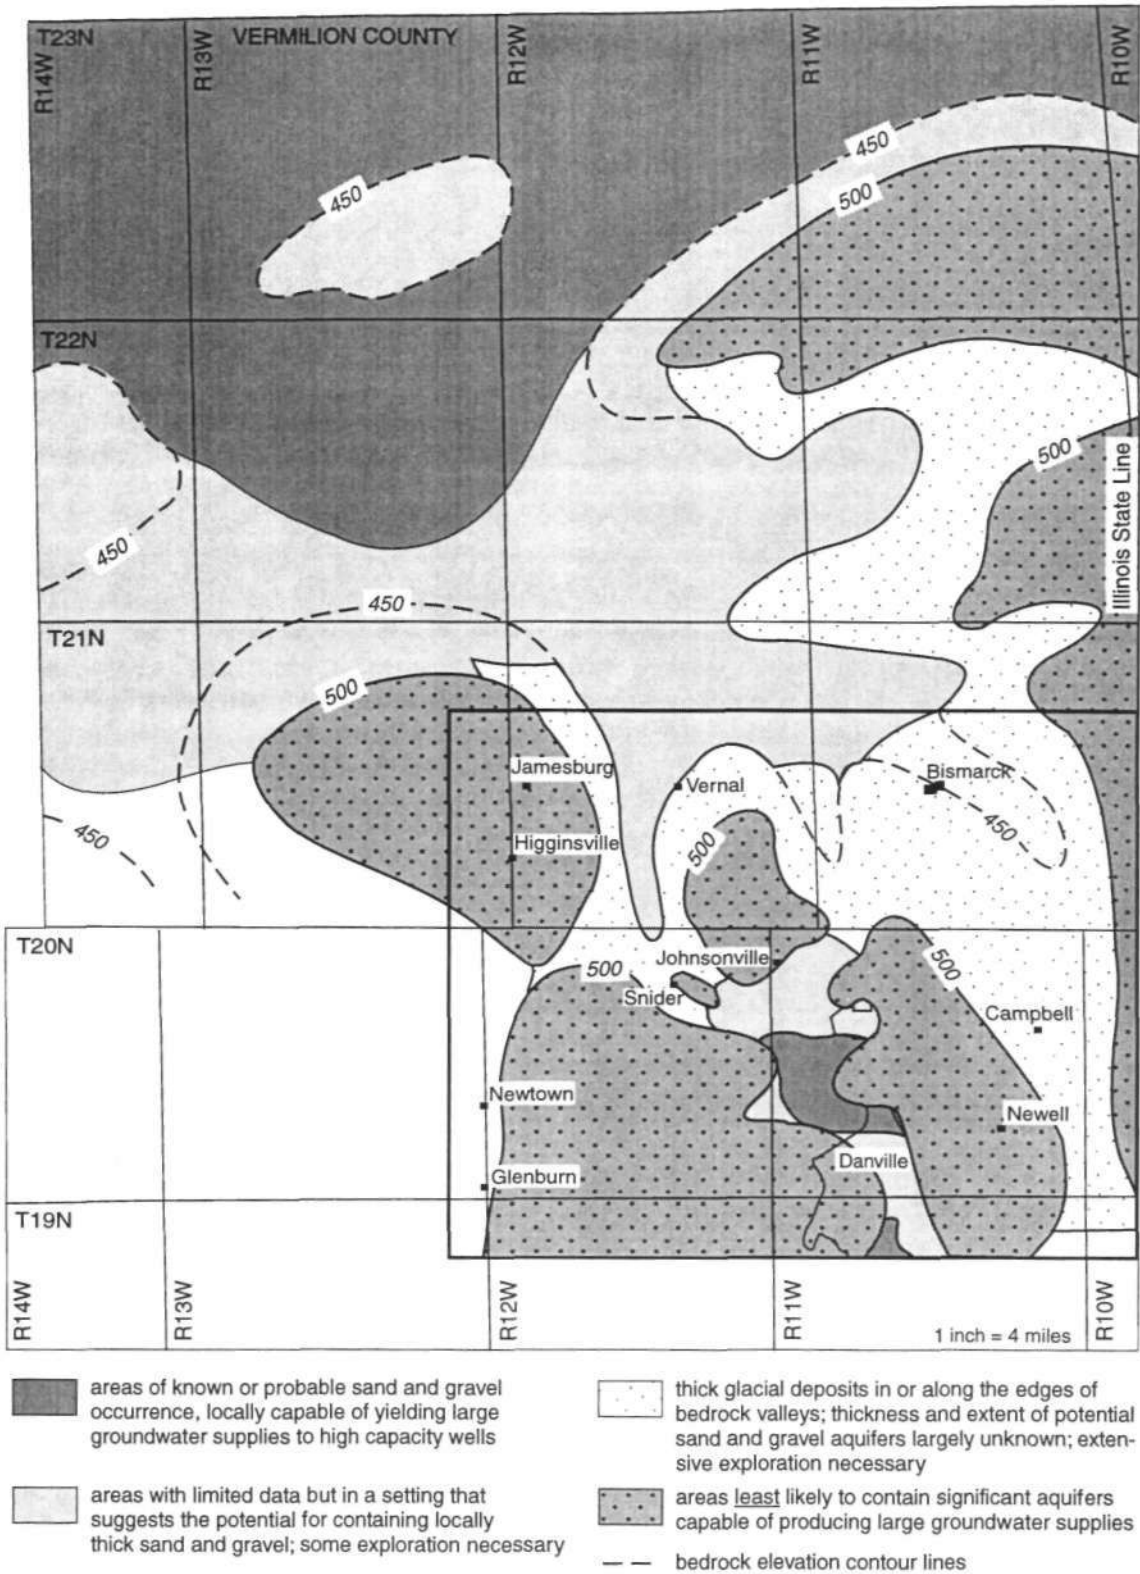 T23N
VERMILION COUNTY
R14W
R13W
R12W
R11W
R10W
450
500
450
T22N
500
Illinois State Line
450
450
T21N
500
Jamesburg
Vernal
Bismarck
450
450
Higginsville
500
T20N
Johnsonville
500
500
Snider
Campbell
Newtown
Newell
Danville
Glenburn
T19N
R14W
R13W
R12W
R11W
R10W
1 inch = 4 miles
areas of known or probable sand and gravel
occurrence, locally capable of yielding large
groundwater supplies to high capacity wells
areas with limited data but in a setting that
suggests the potential for containing locally
thick sand and gravel; some exploration necessary
thick glacial deposits in or along the edges of
bedrock valleys; thickness and extent of potential
sand and gravel aquifers largely unknown; exten-
sive exploration necessary
areas least likely to contain significant aquifers
capable of producing large groundwater supplies
bedrock elevation contour lines